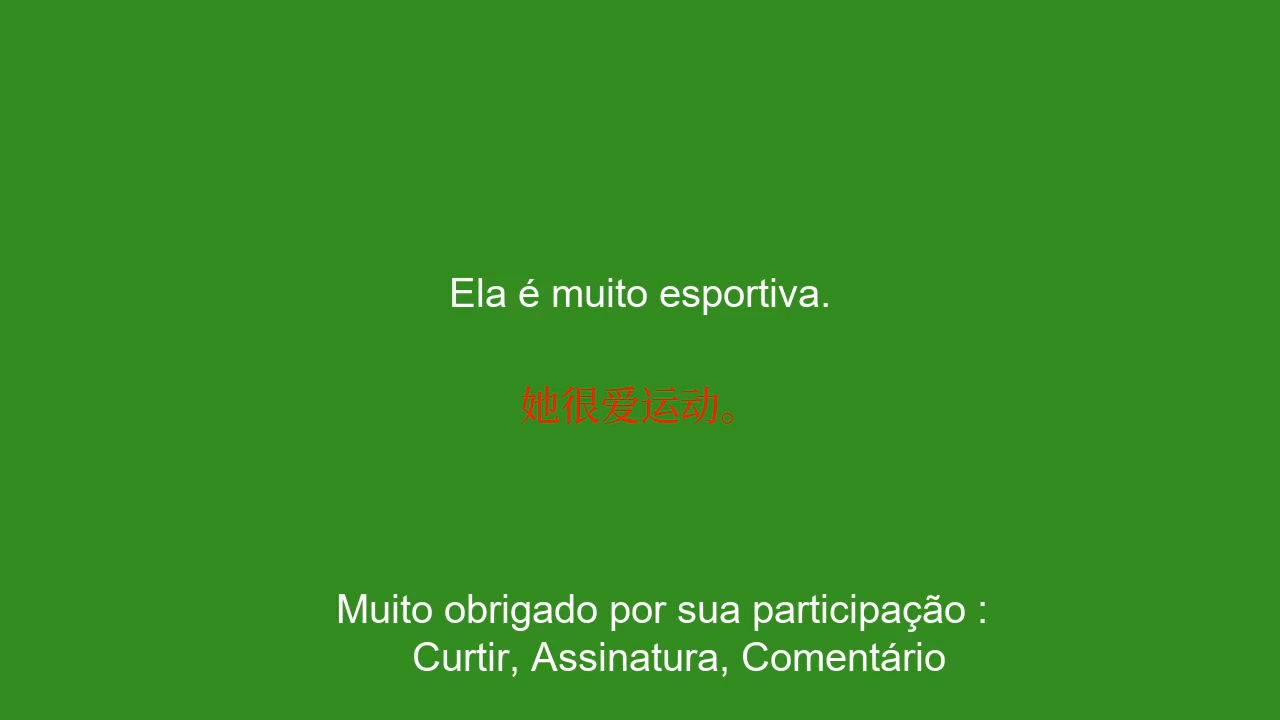 Ela é muito esportiva.
她很爱运动。
Muito obrigado por sua participação :
Curtir, Assinatura, Comentário